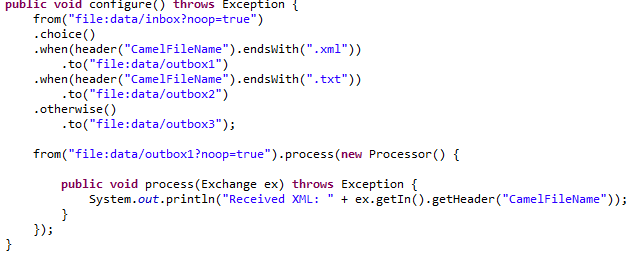 public void configure() throws Exception {
    from("file:data/inbox?noop=true")
    .choice()
    .when(header("CamelFileName").endsWith(".xml"))
        .to("file:data/outbox1")
    .when(header("CamelFileName").endsWith(".txt"))
        .to("file:data/outbox2")
    .otherwise()
        .to("file:data/outbox3");

    from("file:data/outbox1?noop=true").process(new Processor() {

        public void process(Exchange ex) throws Exception {
            System.out.println("Received XML: " + ex.getIn().getHeader("CamelFileName"));
        }
    });
}